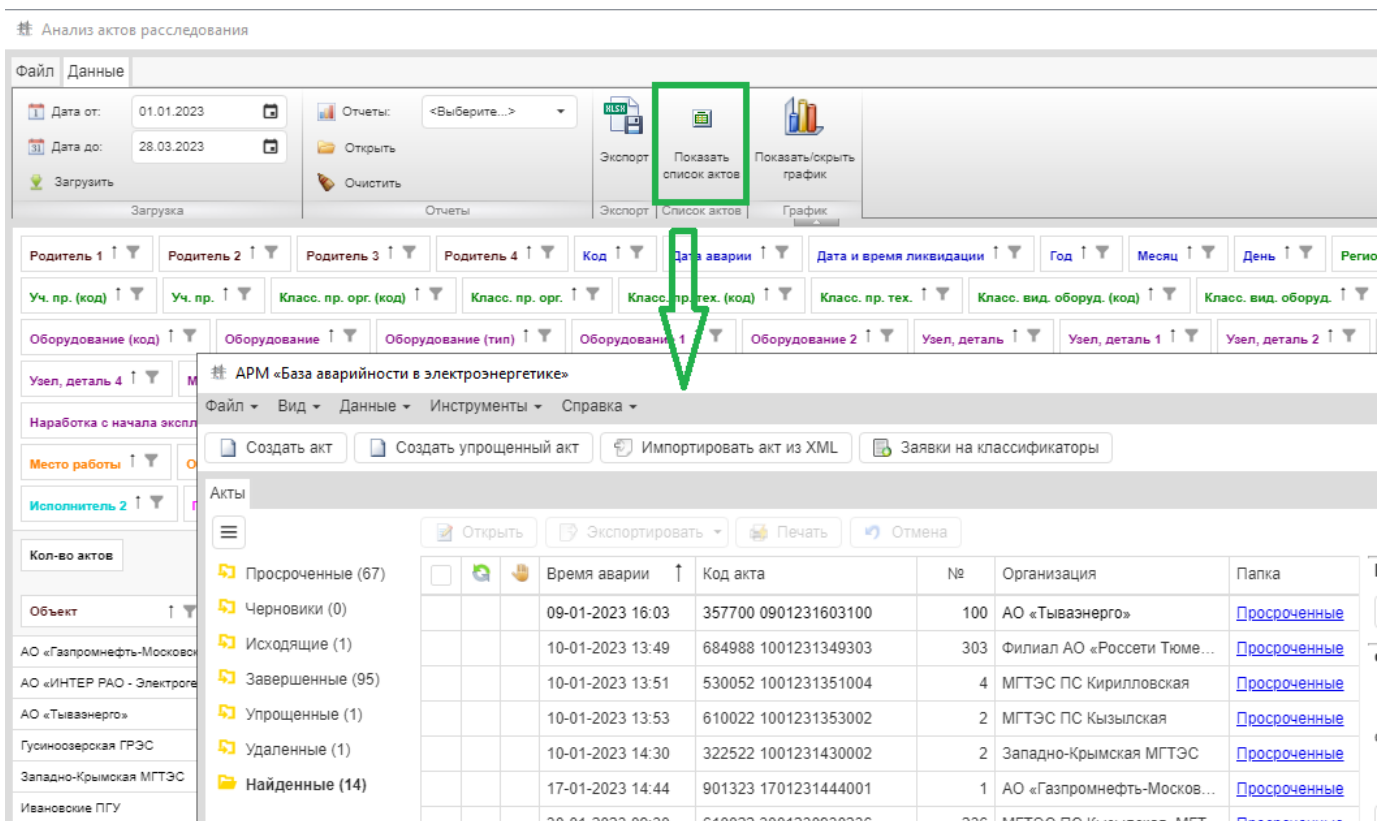 Анализ актов расследования
Файл Данные
Дата от: 01.01.2023 Отчеты: <Выберите...>
Дата до: 28.03.2023 Открыть
Загрузить Очистить
XLSX
Экспорт Показать список актов Показать/скрыть график
Загрузка Отчеты Экспорт Список актов График
Родитель 1 Родитель 2 Родитель 3 Родитель 4 Код Дата аварии Дата и время ликвидации Год Месяц День Регио
Уч. пр. (код) Уч. пр. Класс. пр. орг. (код) Класс. пр. орг. Класс. пр. тех. (код) Класс. пр. тех. Класс. вид. оборуд. (код) Класс. вид. оборуд.
Оборудование (код) Оборудование Оборудование (тип) Оборудование 1 Оборудование 2 Узел, деталь Узел, деталь 1 Узел, деталь 2
Узел, деталь 4 М
Наработка с начала экспл
Место работы О
Исполнитель 2
Кол-во актов
Объект
АО «Газпромнефть-Московск
АО «ИНТЕР РАО - Электроге
АО «Тываэнерго»
Гусиноозерская ГРЭС
Западно-Крымская МГТЭС
Ивановские ПГУ
АРМ «База аварийности в электроэнергетике»
Файл Вид Данные Инструменты Справка
Создать акт Создать упрощенный акт Импортировать акт из XML Заявки на классификаторы
Акты
Открыть Экспортировать Печать Отмена
Просроченные (67)
Черновики (0)
Исходящие (1)
Завершенные (95)
Упрощенные (1)
Удаленные (1)
Найденные (14)
Время аварии Код акта № Организация Папка
09-01-2023 16:03 357700 0901231603100 100 АО «Тываэнерго» Просроченные
10-01-2023 13:49 684988 1001231349303 303 Филиал АО «Россети Тюме... Просроченные
10-01-2023 13:51 530052 1001231351004 4 МГТЭС ПС Кирилловская Просроченные
10-01-2023 13:53 610022 1001231353002 2 МГТЭС ПС Кызылская Просроченные
10-01-2023 14:30 322522 1001231430002 2 Западно-Крымская МГТЭС Просроченные
17-01-2023 14:44 901323 1701231444001 1 АО «Газпромнефть-Москов... Просроченные